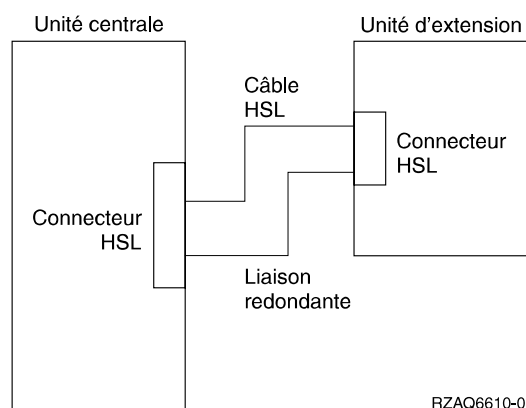 Unité centrale
Unité d'extension
Câble
HSL
Connecteur
HSL
Connecteur
HSL
Liaison
redondante
RZAQ6610-0